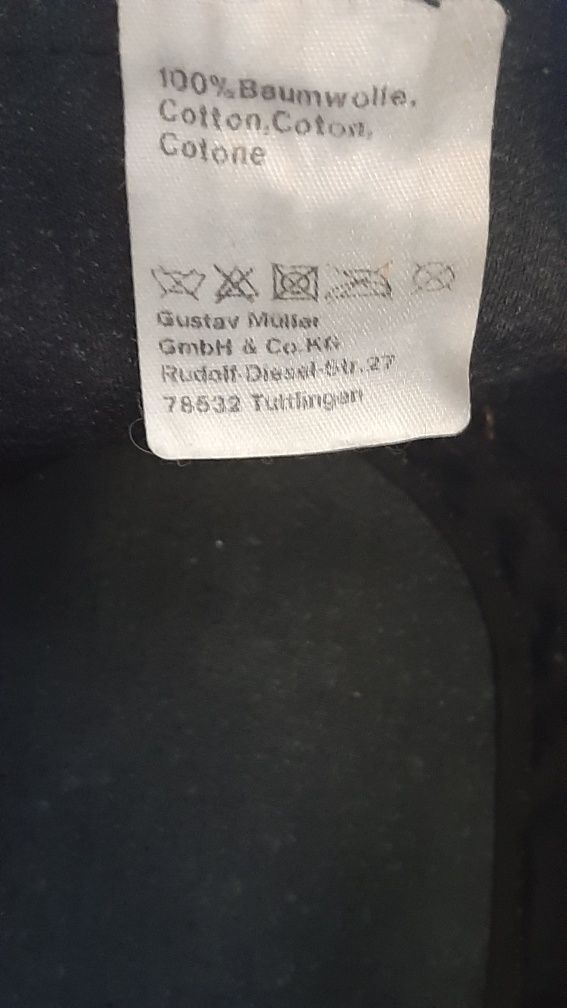 100% Baumwolle,
Cotton, Coton,
Cotone
Gustav Müller
GmbH & Co.KG
Rudolf-Diesel-Str.27
78532 Tuttlingen